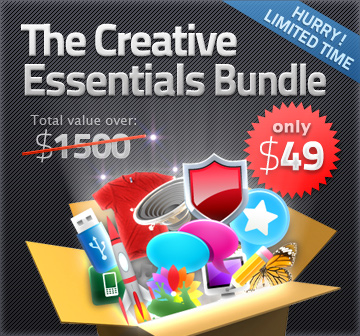 HURRY!
LIMITED TIME
The Creative
Essentials Bundle
Total value over:
$1500
only
$49